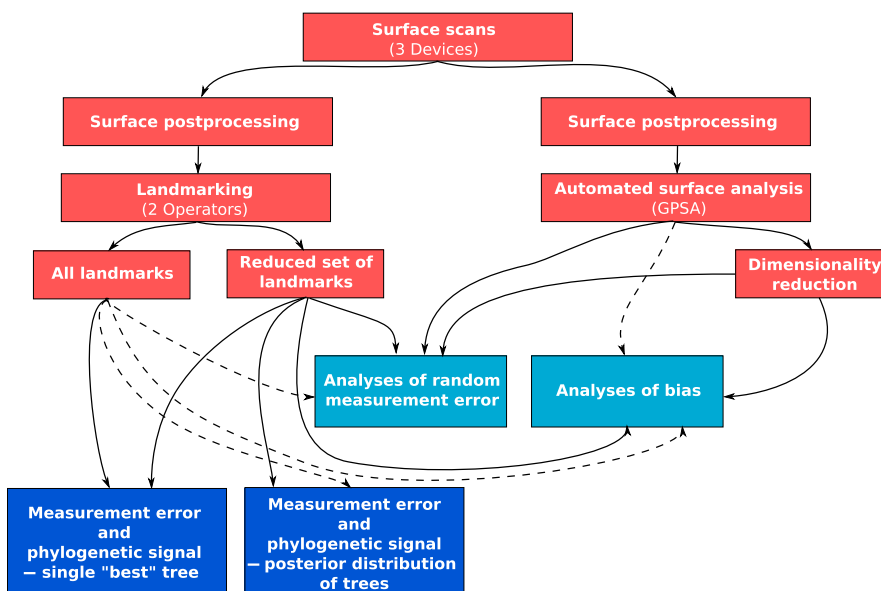 Surface scans
(3 Devices)
Surface postprocessing
Surface postprocessing
Landmarking
(2 Operators)
Automated surface analysis
(GPSA)
All landmarks
Reduced set of
landmarks
Dimensionality
reduction
Analyses of random
measurement error
Analyses of bias
Measurement error
and
phylogenetic signal
— single "best" tree
Measurement error
and
phylogenetic signal
— posterior distribution
of trees